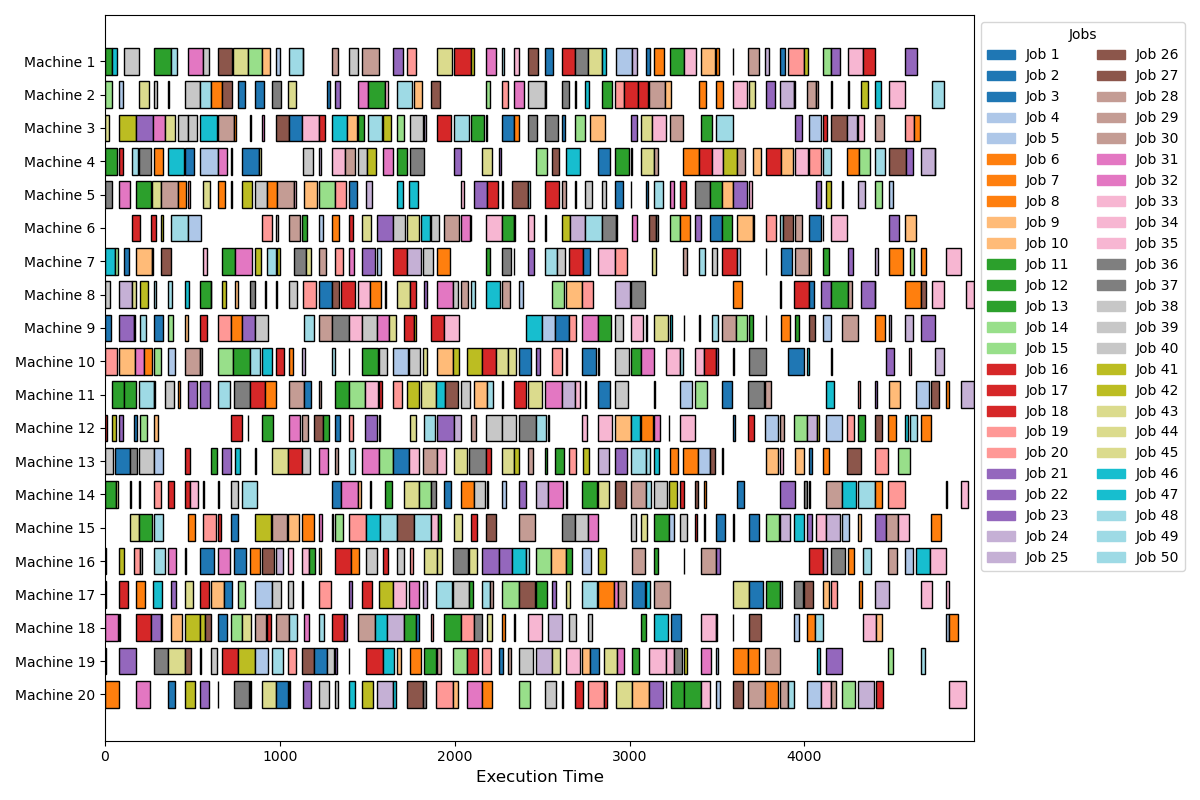 Machine 1
Machine 2
Machine 3
Machine 4
Machine 5
Machine 6
Machine 7
Machine 8
Machine 9
Machine 10
Machine 11
Machine 12
Machine 13
Machine 14
Machine 15
Machine 16
Machine 17
Machine 18
Machine 19
Machine 20
0 1000 2000 3000 4000
Execution Time
Jobs
Job 1 Job 26
Job 2 Job 27
Job 3 Job 28
Job 4 Job 29
Job 5 Job 30
Job 6 Job 31
Job 7 Job 32
Job 8 Job 33
Job 9 Job 34
Job 10 Job 35
Job 11 Job 36
Job 12 Job 37
Job 13 Job 38
Job 14 Job 39
Job 15 Job 40
Job 16 Job 41
Job 17 Job 42
Job 18 Job 43
Job 19 Job 44
Job 20 Job 45
Job 21 Job 46
Job 22 Job 47
Job 23 Job 48
Job 24 Job 49
Job 25 Job 50